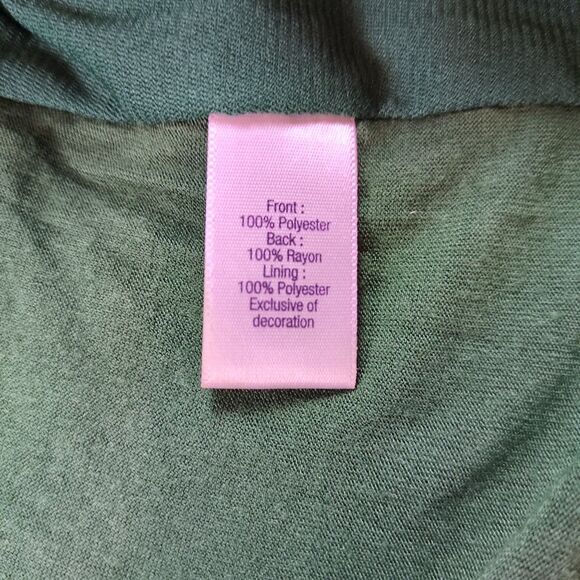 Front :
100% Polyester
Back :
100% Rayon
Lining :
100% Polyester
Exclusive of
decoration